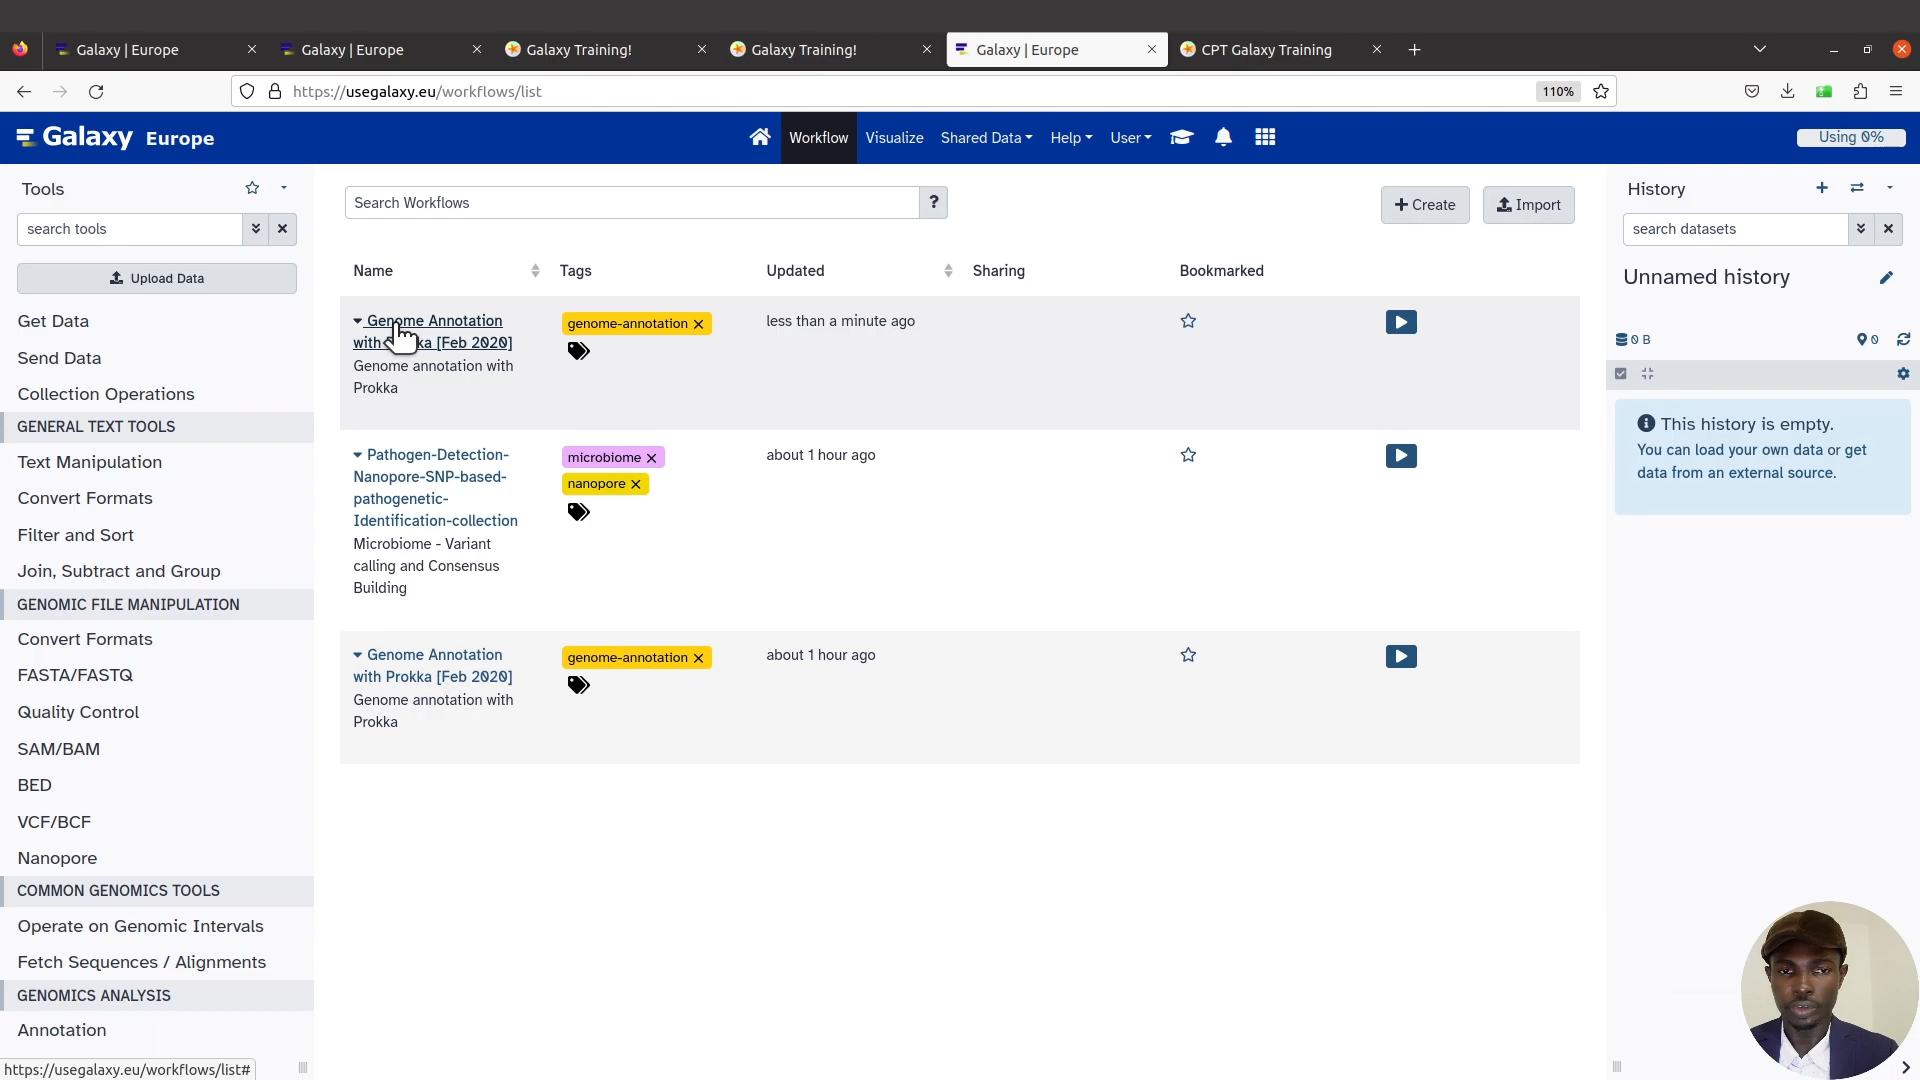 Galaxy | Europe
Galaxy | Europe
Galaxy Training!
Galaxy Training!
Galaxy | Europe
CPT Galaxy Training
https://usegalaxy.eu/workflows/list
110%
Galaxy Europe
Workflow
Visualize
Shared Data
Help
User
Using 0%
Tools
search tools
Upload Data
Get Data
Send Data
Collection Operations
GENERAL TEXT TOOLS
Text Manipulation
Convert Formats
Filter and Sort
Join, Subtract and Group
GENOMIC FILE MANIPULATION
Convert Formats
FASTA/FASTQ
Quality Control
SAM/BAM
BED
VCF/BCF
Nanopore
COMMON GENOMICS TOOLS
Operate on Genomic Intervals
Fetch Sequences / Alignments
GENOMICS ANALYSIS
Annotation
https://usegalaxy.eu/workflows/list#
Search Workflows
?
+ Create
Import
Name
Tags
Updated
Sharing
Bookmarked
Genome Annotation
with [Feb 2020]
Genome annotation with
Prokka
genome-annotation
less than a minute ago
Pathogen-Detection-
Nanopore-SNP-based-
pathogenetic-
Identification-collection
Microbiome - Variant
calling and Consensus
Building
microbiome
nanopore
about 1 hour ago
Genome Annotation
with Prokka [Feb 2020]
Genome annotation with
Prokka
genome-annotation
about 1 hour ago
History
search datasets
Unnamed history
0 B
0
This history is empty.
You can load your own data or get
data from an external source.